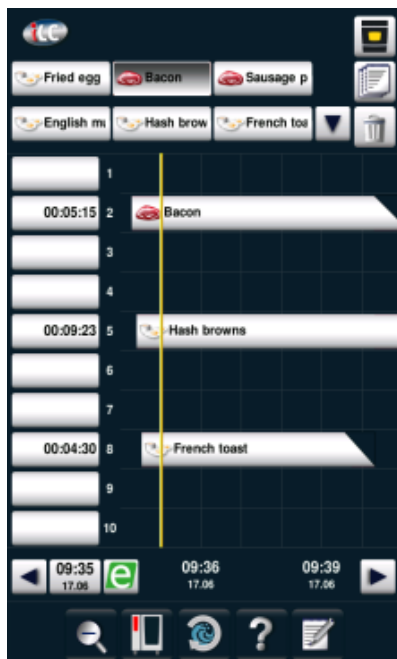 iLC
Fried egg Bacon Sausage p
English mu Hash brow French toa
1
00:05:15 2 Bacon
3
4
00:09:23 5 Hash browns
6
7
00:04:30 8 French toast
9
10
09:35 e 09:36 09:39
17.06 17.06 17.06
?